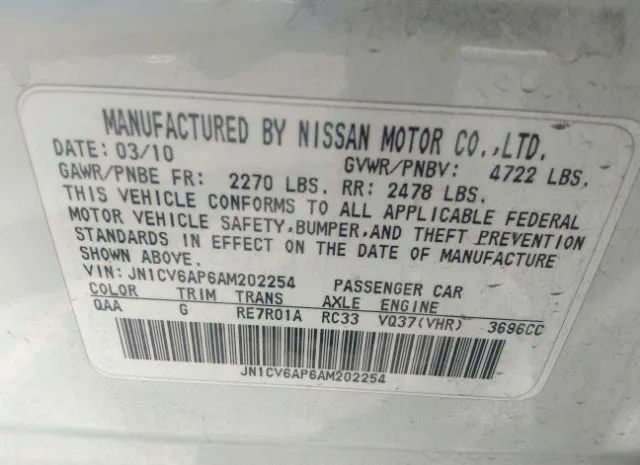 MANUFACTURED BY NISSAN MOTOR CO.,LTD.
DATE: 03/10 GVWR/PNBV: 4722 LBS.
GAWR/PNBE FR: 2270 LBS. RR: 2478 LBS.
THIS VEHICLE CONFORMS TO ALL APPLICABLE FEDERAL
MOTOR VEHICLE SAFETY,BUMPER,AND THEFT PREVENTION
STANDARDS IN EFFECT ON THE DATE OF MANUFACTURE
SHOWN ABOVE.
VIN: JN1CV6AP6AM202254 PASSENGER CAR
COLOR TRIM TRANS AXLE ENGINE
QAA G RE7R01A RC33 VQ37(VHR) 3696CC
JN1CV6AP6AM202254